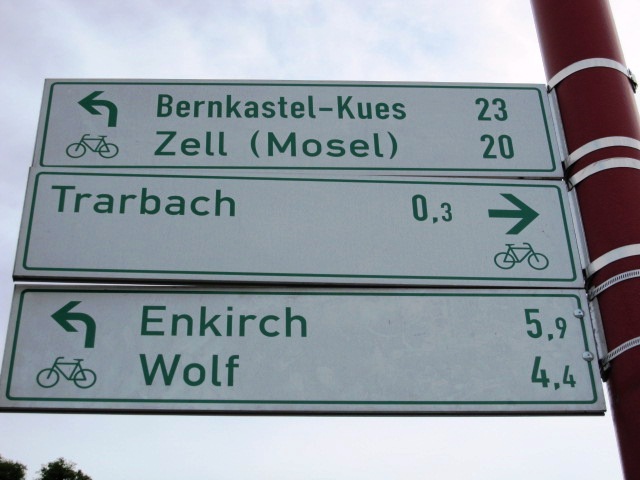 Bernkastel-Kues 23
Zell (Mosel) 20
Trarbach 0,3
Enkirch 5,9
Wolf 4,4